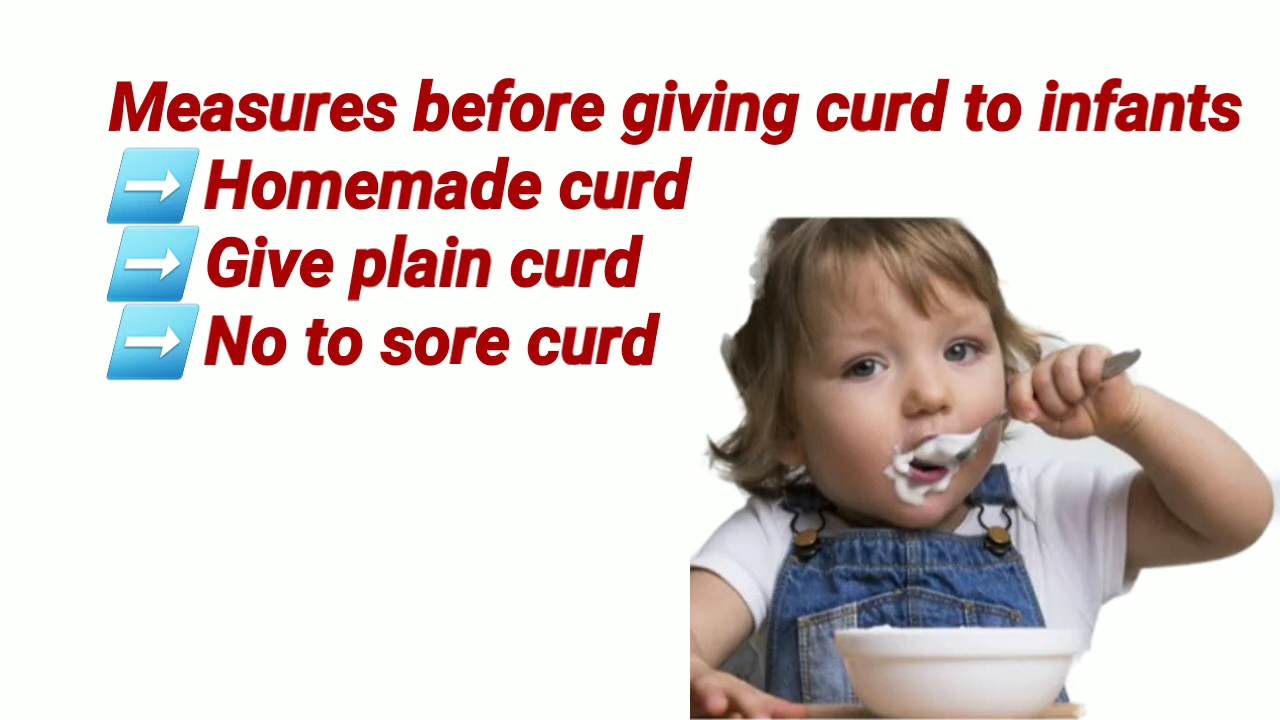 Measures before giving curd to infants
➡️ Homemade curd
➡️ Give plain curd
➡️ No to sore curd